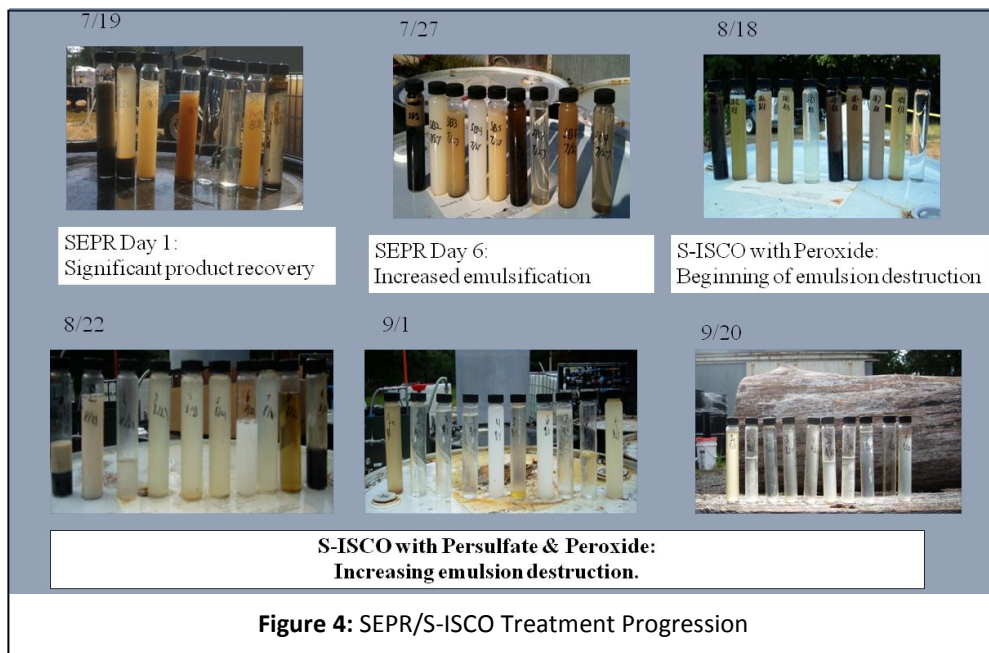 7/19
7/27
8/18
SEPR Day 1:
Significant product recovery
SEPR Day 6:
Increased emulsification
S-ISCO with Peroxide:
Beginning of emulsion destruction
8/22
9/1
9/20
S-ISCO with Persulfate & Peroxide:
Increasing emulsion destruction.
Figure 4: SEPR/S-ISCO Treatment Progression